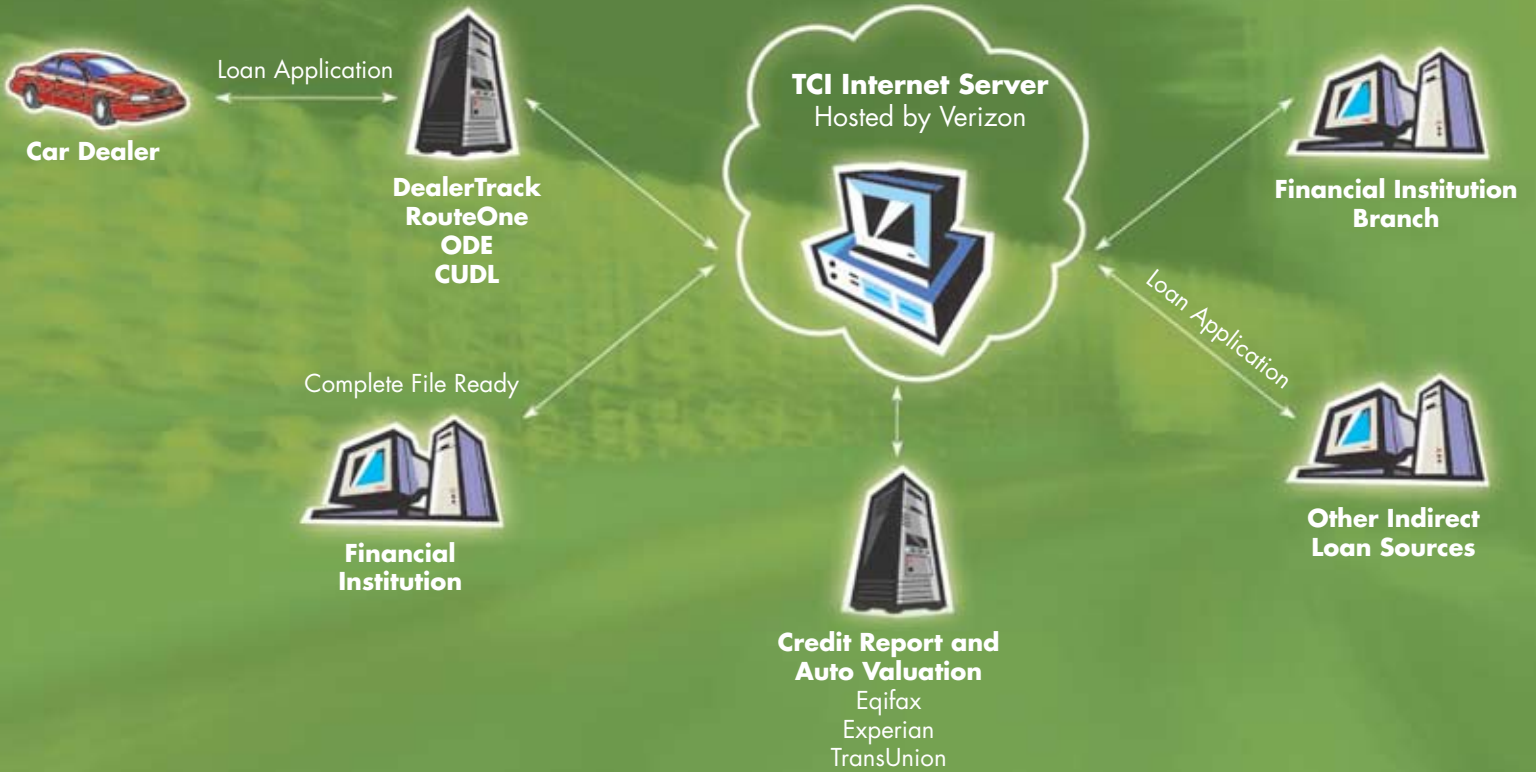 Loan Application
Car Dealer
DealerTrack
RouteOne
ODE
CUDL
TCI Internet Server
Hosted by Verizon
Financial Institution
Branch
Loan Application
Complete File Ready
Financial
Institution
Other Indirect
Loan Sources
Credit Report and
Auto Valuation
Eqifax
Experian
TransUnion